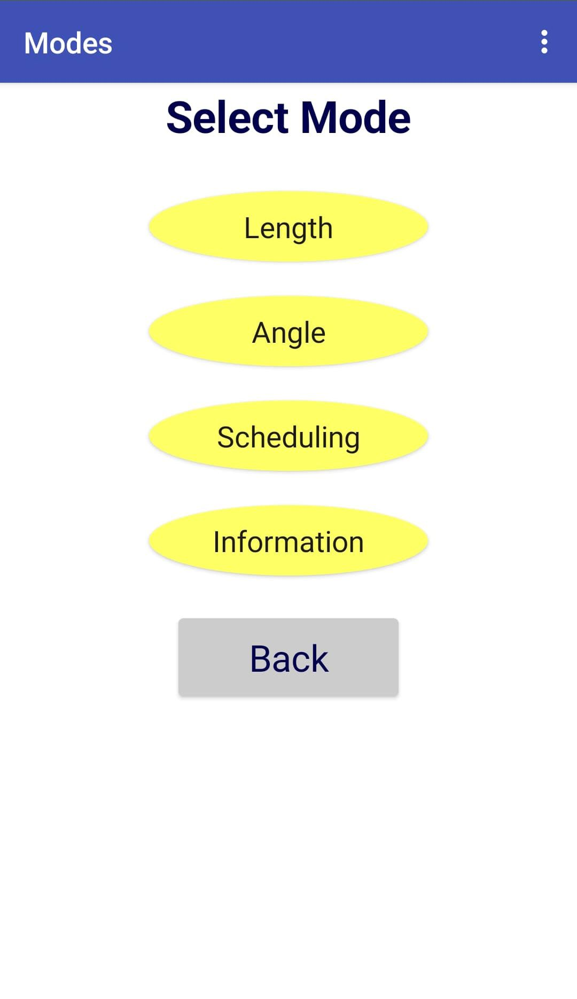 Modes
Select Mode
Length
Angle
Scheduling
Information
Back